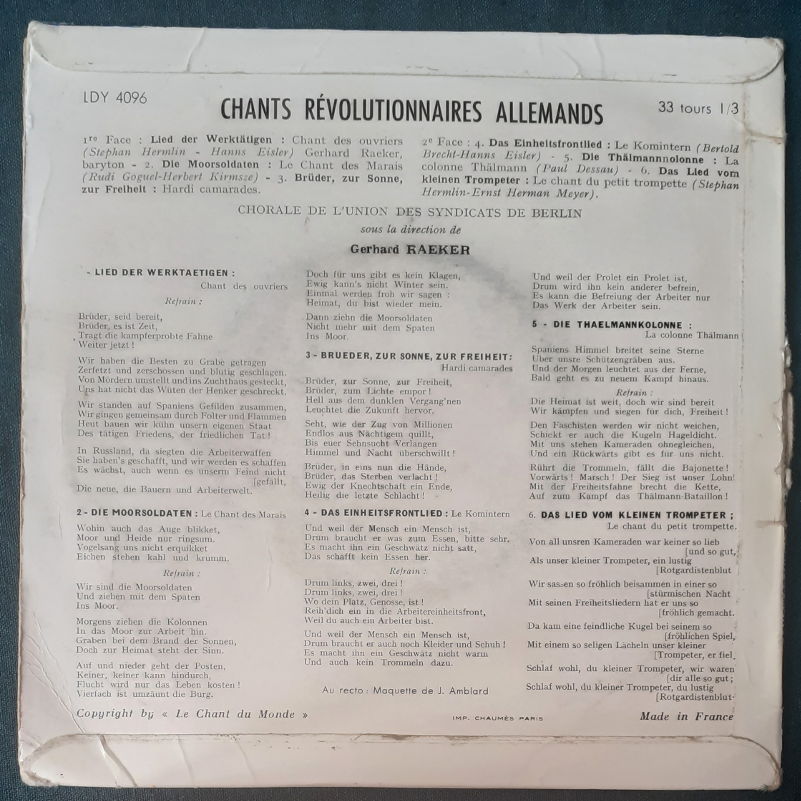 LDY 4096
CHANTS RÉVOLUTIONNAIRES ALLEMANDS
33 tours 1/3
1re Face : Lied der Werktätigen : Chant des ouvriers
(Stephan Hermlin - Hanns Eisler) Gerhard Raeker,
baryton - 2. Die Moorsoldaten : Le Chant des Marais
(Rudi Goguel-Herbert Kirmsze) - 3. Brüder, zur Sonne,
zur Freiheit : Hardi camarades.
2e Face : 4. Das Einheitsfrontlied : Le Komintern (Bertold
Brecht-Hanns Eisler) - 5. Die Thälmannnolonne : La
colonne Thälmann (Paul Dessau) - 6. Das Lied vom
kleinen Trompeter : Le chant du petit trompette (Stephan
Hermlin-Ernst Herman Meyer).
CHORALE DE L'UNION DES SYNDICATS DE BERLIN
sous la direction de
Gerhard RAEKER
- LIED DER WERKTAETIGEN :
Chant des ouvriers
Refrain :
Brüder, seid bereit,
Brüder, es ist Zeit,
Tragt die kampferprobte Fahne
Weiter jetzt !
Wir haben die Besten zu Grabe getragen
Zerfetzt und zerschossen und blutig geschlagen.
Von Mördern umstellt und ins Zuchthaus gesteckt,
Uns hat nicht das Wüten der Henker geschreckt.
Wir standen auf Spaniens Gefilden zusammen,
Wir gingen gemeinsam durch Folter und Flammen
Heut bauen wir kühn unsern eigenen Staat
Des tätigen Friedens, der friedlichen Tat !
In Russland, da siegten die Arbeiterwaffen
Sie haben's geschafft, und wir werden es schaffen
Es wächst, auch wenn es unserm Feind nicht
[gefällt,
Die neue, die Bauern und Arbeiterwelt.
2 - DIE MOORSOLDATEN : Le Chant des Marais
Wohin auch das Auge blikket,
Moor und Heide nur ringsum.
Vogelsang uns nicht erquikket
Eichen stehen kahl und krumm.
Refrain :
Wir sind die Moorsoldaten
Und ziehen mit dem Spaten
Ins Moor.
Morgens ziehen die Kolonnen
In das Moor zur Arbeit hin.
Graben bei dem Brand der Sonnen,
Doch zur Heimat steht der Sinn.
Auf und nieder geht der Posten,
Keiner, keiner kann hindurch,
Flucht wird nur das Leben kosten !
Vierfach ist umzäunt die Burg.
Doch für uns gibt es kein Klagen,
Ewig kann's nicht Winter sein.
Einmal werden froh wir sagen :
Heimat, du bist wieder mein.
Dann ziehn die Moorsoldaten
Nicht mehr mit dem Spaten
Ins Moor.
3 - BRUEDER, ZUR SONNE, ZUR FREIHEIT :
Hardi camarades
Brüder, zur Sonne, zur Freiheit,
Brüder, zum Lichte empor !
Hell aus dem dunklen Vergang'nen
Leuchtet die Zukunft hervor.
Seht, wie der Zug von Millionen
Endlos aus Nächtigem quillt,
Bis euer Sehnsucht Verlangen
Himmel und Nacht überschwillt !
Brüder, in eins nun die Hände,
Brüder, das Sterben verlacht !
Ewig der Knechtschaft ein Ende,
Heilig die letzte Schlacht !
4 - DAS EINHEITSFRONTLIED : Le Komintern
Und weil der Mensch ein Mensch ist,
Drum braucht er was zum Essen, bitte sehr,
Es macht ihn ein Geschwätz nicht satt,
Das schafft kein Essen her.
Refrain :
Drum links, zwei, drei !
Drum links, zwei, drei !
Wo dein Platz, Genosse, ist !
Reih'dich ein in die Arbeitereinheitsfront,
Weil du auch ein Arbeiter bist.
Und weil der Mensch ein Mensch ist,
Drum braucht er auch noch Kleider und Schuh !
Es macht ihn ein Geschwätz nicht warm
Und auch kein Trommeln dazu.
Au recto : Maquette de J. Amblard
Und weil der Prolet ein Prolet ist,
Drum wird ihn kein anderer befrein,
Es kann die Befreiung der Arbeiter nur
Das Werk der Arbeiter sein.
5 - DIE THAELMANNKOLONNE :
La colonne Thälmann
Spaniens Himmel breitet seine Sterne
Über unsre Schützengräben aus.
Und der Morgen leuchtet aus der Ferne,
Bald geht es zu neuem Kampf hinaus.
Refrain :
Die Heimat ist weit, doch wir sind bereit
Wir kämpfen und siegen für dich, Freiheit !
Den Faschisten werden wir nicht weichen,
Schickt er auch die Kugeln Hageldicht.
Mit uns stehen Kameraden ohnegleichen,
Und ein Rückwärts gibt es für uns nicht.
Rührt die Trommeln, fällt die Bajonette !
Vorwärts ! Marsch ! Der Sieg ist unser Lohn!
Mit der Freiheitsfahne brecht die Kette,
Auf zum Kampf das Thälmann-Bataillon !
6. DAS LIED VOM KLEINEN TROMPETER ;
Le chant du petit trompette.
Von all unsren Kameraden war keiner so lieb
[und so gut,
Als unser kleiner Trompeter, ein lustig
[Rotgardistenblut
Wir sassen so fröhlich beisammen in einer so
[stürmischen Nacht
Mit seinen Freiheitsliedern hat er uns so
[fröhlich gemacht.
Da kam eine feindliche Kugel bei seinem so
[fröhlichen Spiel,
Mit einem so seligen Lächeln unser kleiner
[Trompeter, er fiel
Schlaf wohl, du kleiner Trompeter, wir waren
[dir alle so gut ;
Schlaf wohl, du kleiner Trompeter, du lustig
[Rotgardistenblut
Copyright by « Le Chant du Monde »
IMP. CHAUMÈS PARIS
Made in France